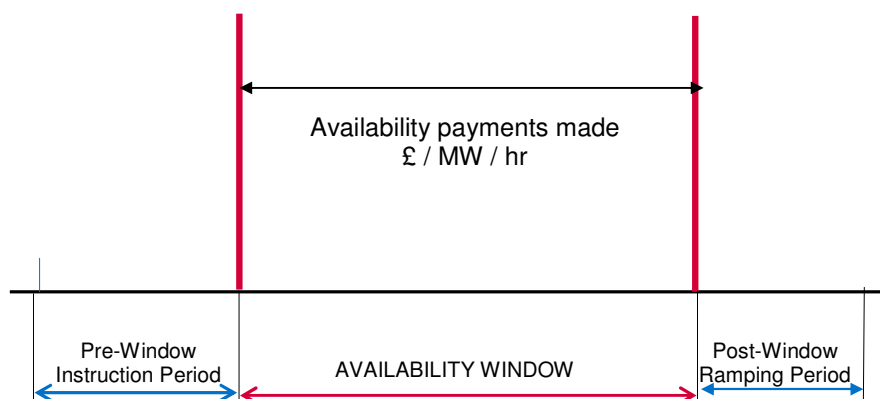 Availability payments made
£ / MW / hr
Pre-Window
Instruction Period
AVAILABILITY WINDOW
Post-Window
Ramping Period